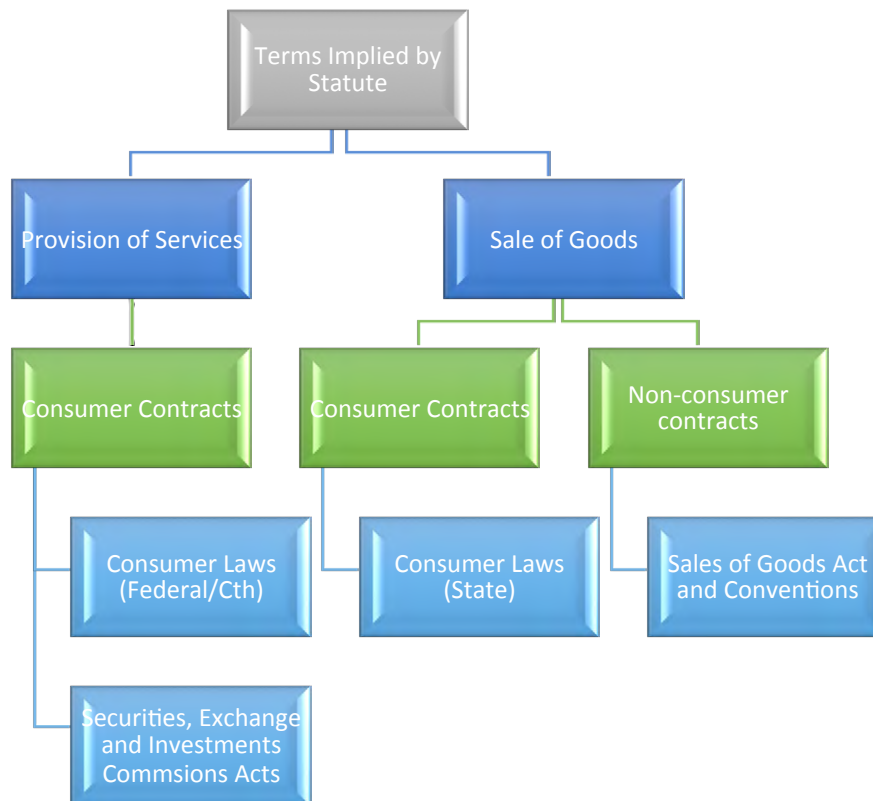 Terms Implied by
Statute
Provision of Services
Sale of Goods
Consumer Contracts
Consumer Contracts
Non-consumer
contracts
Consumer Laws
(Federal/Cth)
Consumer Laws
(State)
Sales of Goods Act
and Conventions
Securities, Exchange
and Investments
Commsions Acts